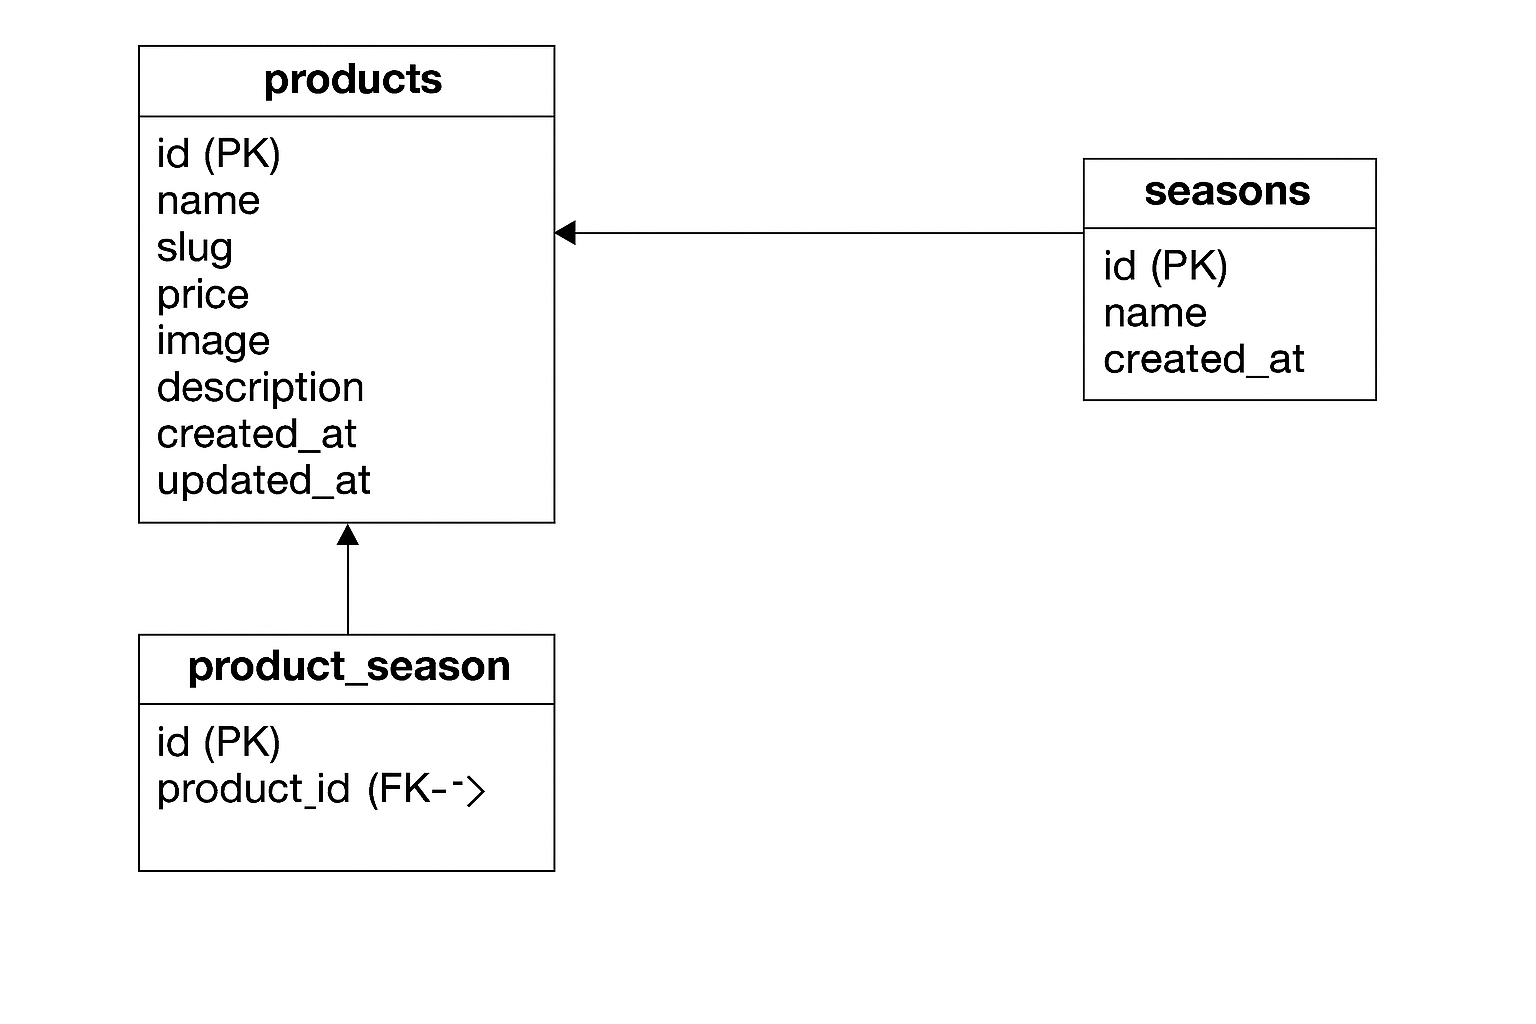 products
id (PK)
name
slug
price
image
description
created_at
updated_at
seasons
id (PK)
name
created_at
product_season
id (PK)
product_id (FK-->